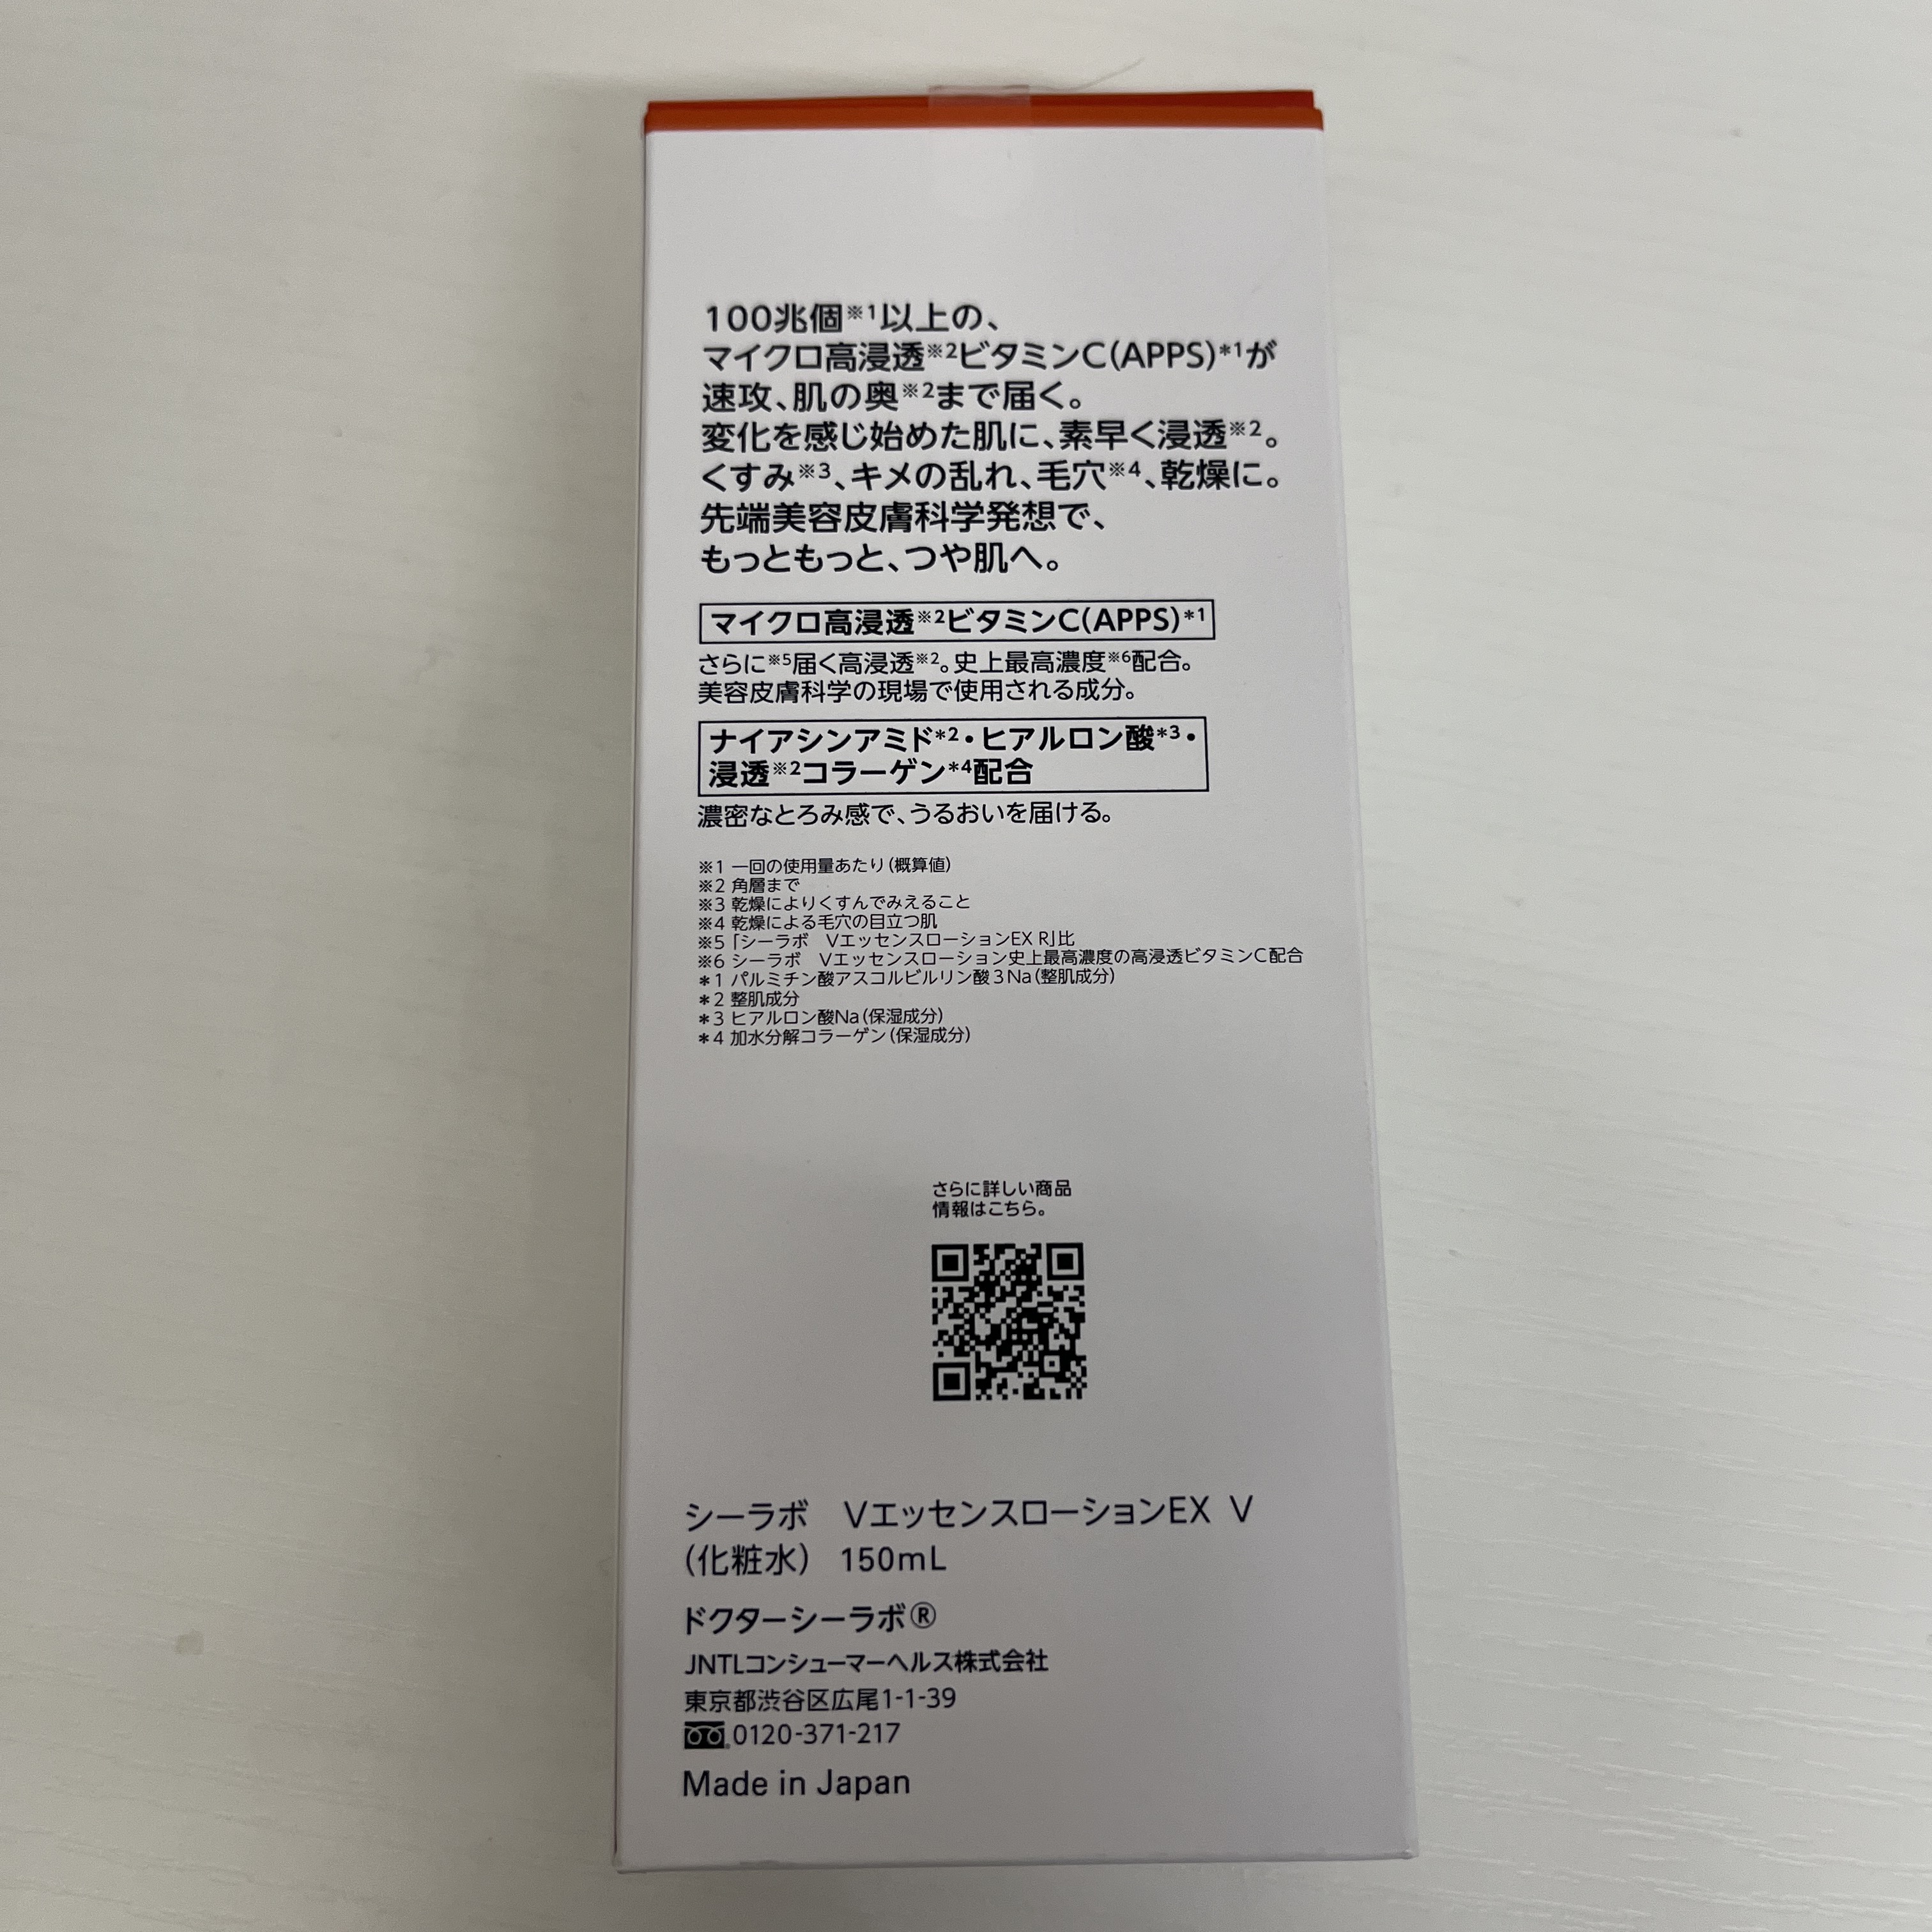 100兆個※1以上の、
マイクロ高浸透※2ビタミンC(APPS)*1が
速攻、肌の奥※2まで届く。
変化を感じ始めた肌に、素早く浸透※2。
くすみ※3、キメの乱れ、毛穴※4、乾燥に。
先端美容皮膚科学発想で、
もっともっと、つや肌へ。
マイクロ高浸透※2ビタミンC(APPS)*1
さらに※5届く高浸透※2。史上最高濃度※6配合。
美容皮膚科学の現場で使用される成分。
ナイアシンアミド*2・ヒアルロン酸*3・
浸透※2コラーゲン*4配合
濃密なとろみ感で、うるおいを届ける。
※1 一回の使用量あたり(概算値)
※2 角層まで
※3 乾燥によりくすんでみえること
※4 乾燥による毛穴の目立つ肌
※5「シーラボ　VエッセンスローションEX R」比
※6 シーラボ　Vエッセンスローション史上最高濃度の高浸透ビタミンC配合
*1 パルミチン酸アスコルビルリン酸3Na(整肌成分)
*2 整肌成分
*3 ヒアルロン酸Na(保湿成分)
*4 加水分解コラーゲン(保湿成分)
さらに詳しい商品
情報はこちら。
シーラボ　VエッセンスローションEX V
(化粧水)　150mL
ドクターシーラボ®
JNTLコンシューマーヘルス株式会社
東京都渋谷区広尾1-1-39
0120-371-217
Made in Japan